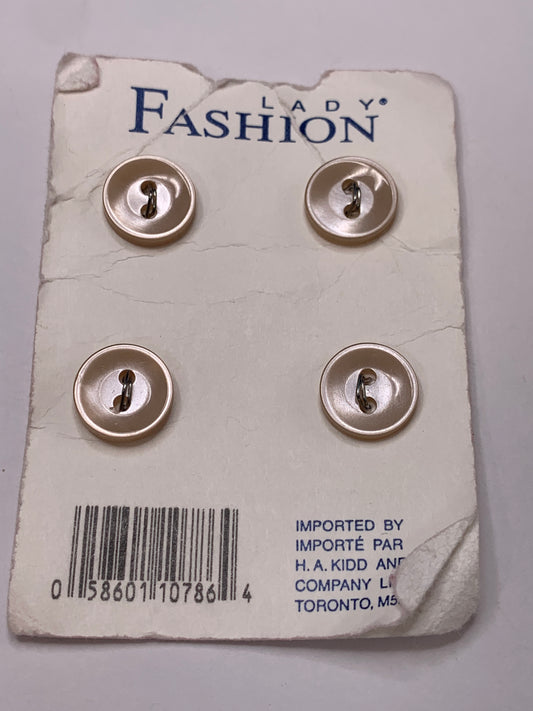 LADY®
FASHION
IMPORTED BY
IMPORTÉ PAR
H. A. KIDD AND
COMPANY L
TORONTO, M5
0 58601 10786 4